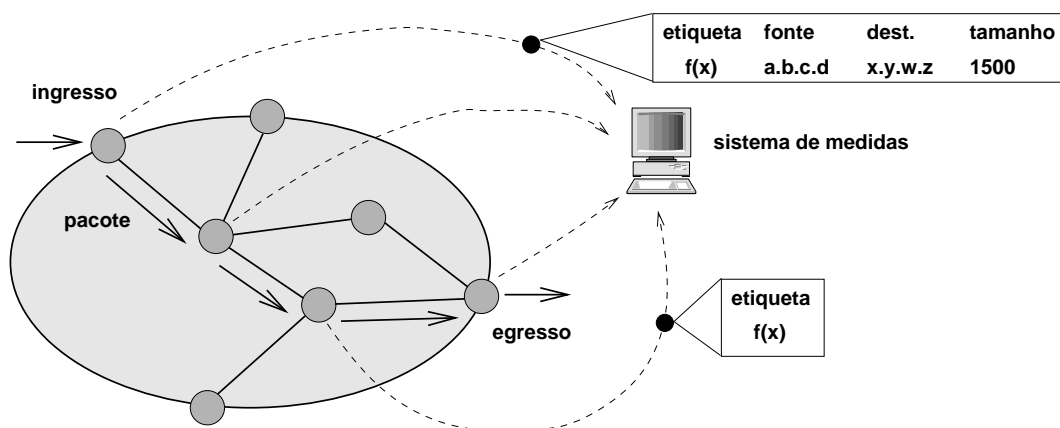 etiqueta fonte dest. tamanho
f(x) a.b.c.d x.y.w.z 1500
ingresso
sistema de medidas
pacote
etiqueta
f(x)
egresso